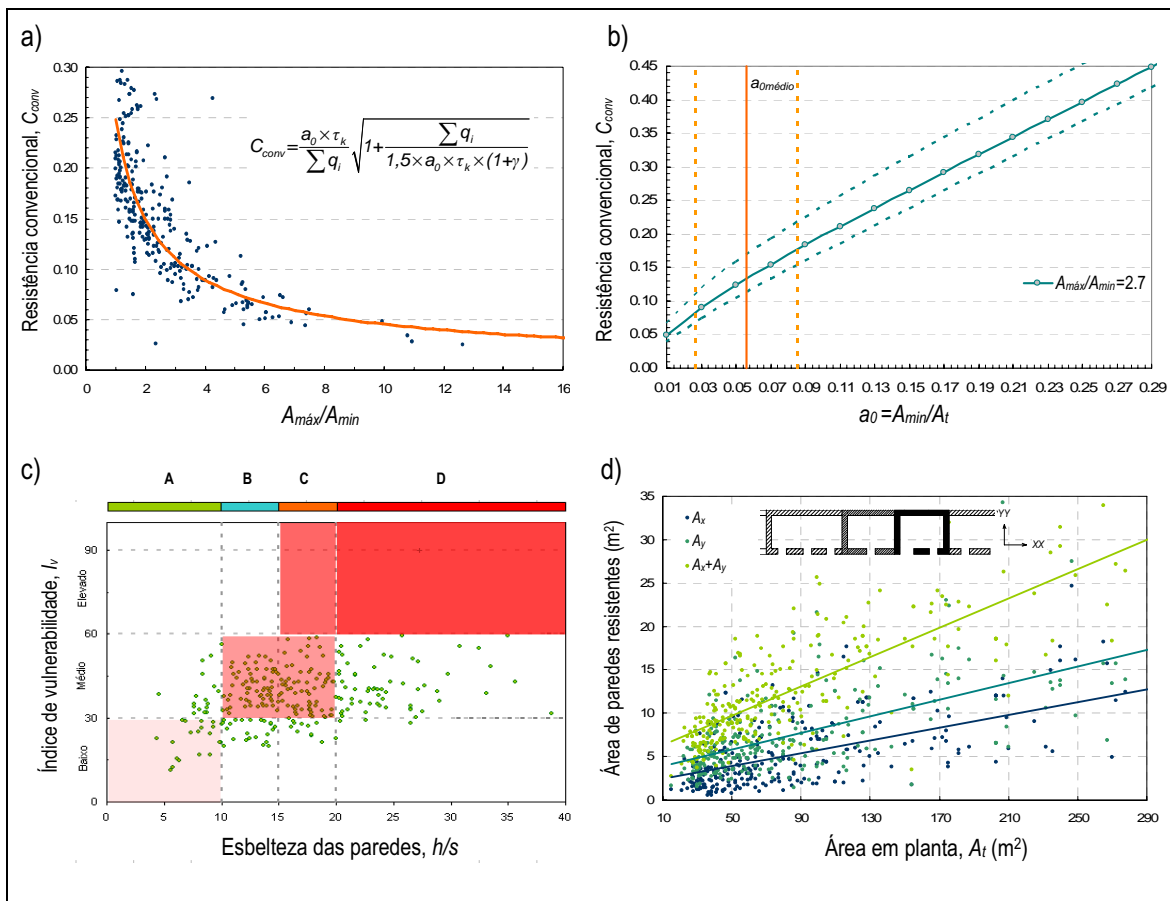 a)
Resistência convencional, Cconv
0.30
0.25
0.20
0.15
0.10
0.05
0.00
Cconv = a0 × τk / ∑ qi √ 1 + ∑ qi / 1,5 × a0 × τk × (1+γ)
0 2 4 6 8 10 12 14 16
Amáx/Amin
b)
Resistência convencional, Cconv
0.45
0.40
0.35
0.30
0.25
0.20
0.15
0.10
0.05
0.00
a0médio
Amáx/Amin=2.7
0.01 0.03 0.05 0.07 0.09 0.11 0.13 0.15 0.17 0.19 0.21 0.23 0.25 0.27 0.29
a0 =Amin/At
c)
A B C D
Índice de vulnerabilidade, Iv
Elevado
Médio
Baixo
90
60
30
0
0 5 10 15 20 25 30 35 40
Esbelteza das paredes, h/s
d)
Área de paredes resistentes (m2)
35
30
25
20
15
10
5
0
Ax
Ay
Ax+Ay
YY
XX
10 50 90 130 170 210 250 290
Área em planta, At (m2)